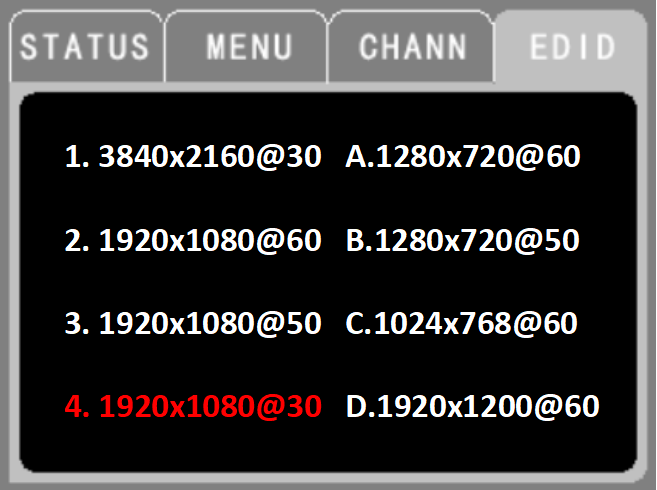 STATUS MENU CHANN EDID
1. 3840x2160@30 A.1280x720@60
2. 1920x1080@60 B.1280x720@50
3. 1920x1080@50 C.1024x768@60
4. 1920x1080@30 D.1920x1200@60